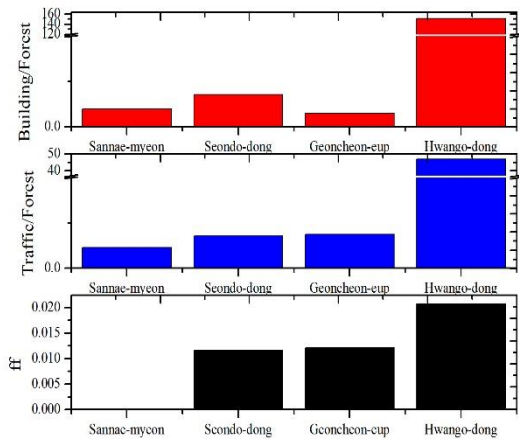 160
140
120
0.0
Building/Forest
Sannae-myeon Seondo-dong Geoncheon-eup Hwango-dong
50
40
0.0
Traffic/Forest
Sannae-myeon Seondo-dong Geoncheon-eup Hwango-dong
0.020
0.015
0.010
0.005
0.000
ff
Sannae-myeon Seondo-dong Geoncheon-eup Hwango-dong